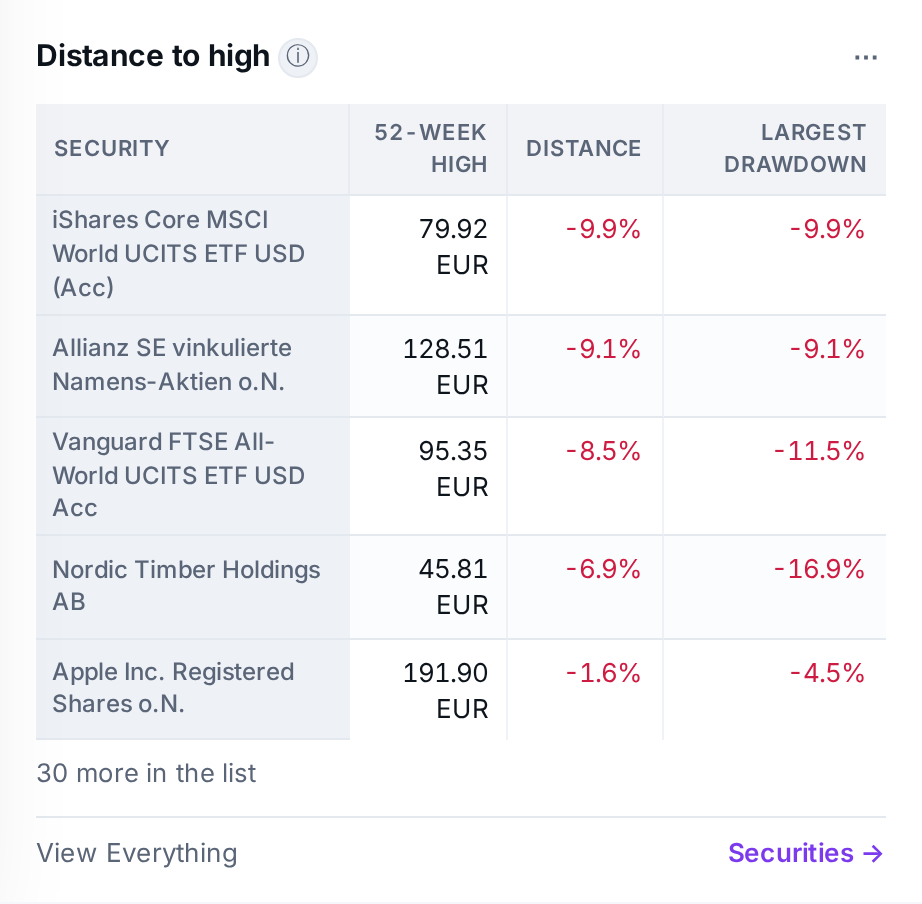 Distance to high ⓘ ...
SECURITY
52-WEEK
HIGH
DISTANCE
LARGEST
DRAWDOWN
iShares Core MSCI
World UCITS ETF USD
(Acc)
79.92
EUR
-9.9%
-9.9%
Allianz SE vinkulierte
Namens-Aktien o.N.
128.51
EUR
-9.1%
-9.1%
Vanguard FTSE All-
World UCITS ETF USD
Acc
95.35
EUR
-8.5%
-11.5%
Nordic Timber Holdings
AB
45.81
EUR
-6.9%
-16.9%
Apple Inc. Registered
Shares o.N.
191.90
EUR
-1.6%
-4.5%
30 more in the list
View Everything
Securities →